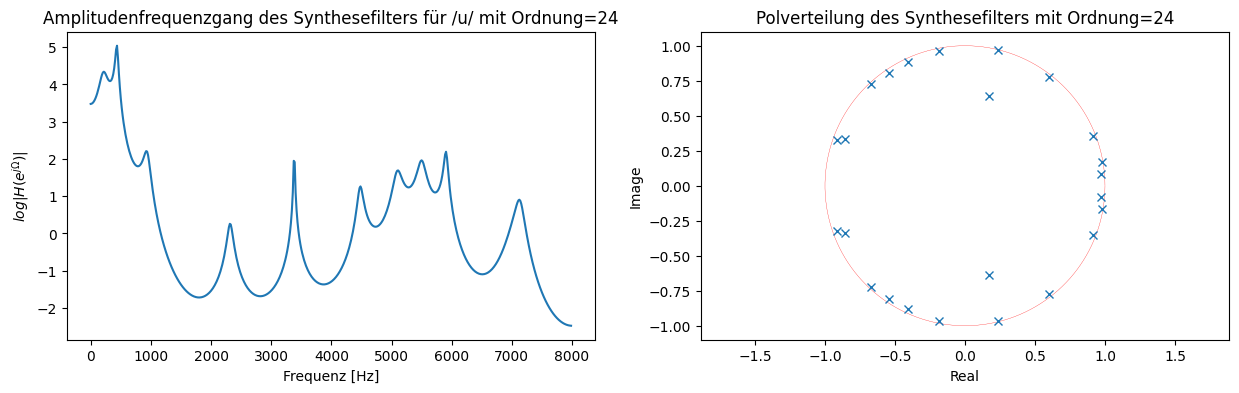 Amplitudenfrequenzgang des Synthesefilters für /u/ mit Ordnung=24
5
4
3
2
1
0
−1
−2
log|H(e^{jΩ})|
0 1000 2000 3000 4000 5000 6000 7000 8000
Frequenz [Hz]
Polverteilung des Synthesefilters mit Ordnung=24
1.00
0.75
0.50
0.25
0.00
−0.25
−0.50
−0.75
−1.00
Image
−1.5 −1.0 −0.5 0.0 0.5 1.0 1.5
Real